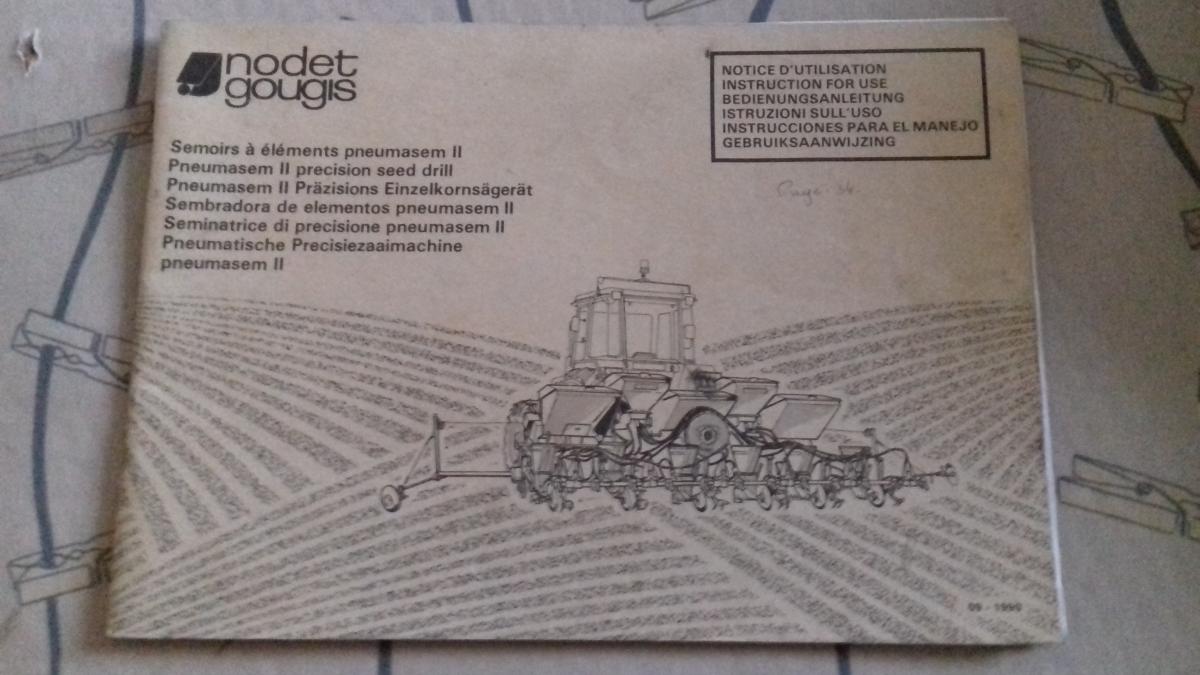 nodet
gougis
NOTICE D'UTILISATION
INSTRUCTION FOR USE
BEDIENUNGSANLEITUNG
ISTRUZIONI SULL'USO
INSTRUCCIONES PARA EL MANEJO
GEBRUIKSAANWIJZING
Page
Semoirs à éléments pneumasem II
Pneumasem II precision seed drill
Pneumasem II Präzisions Einzelkornsägerät
Sembradora de elementos pneumasem II
Seminatrice di precisione pneumasem II
Pneumatische Precisiezaaimachine
pneumasem II
09 - 1990